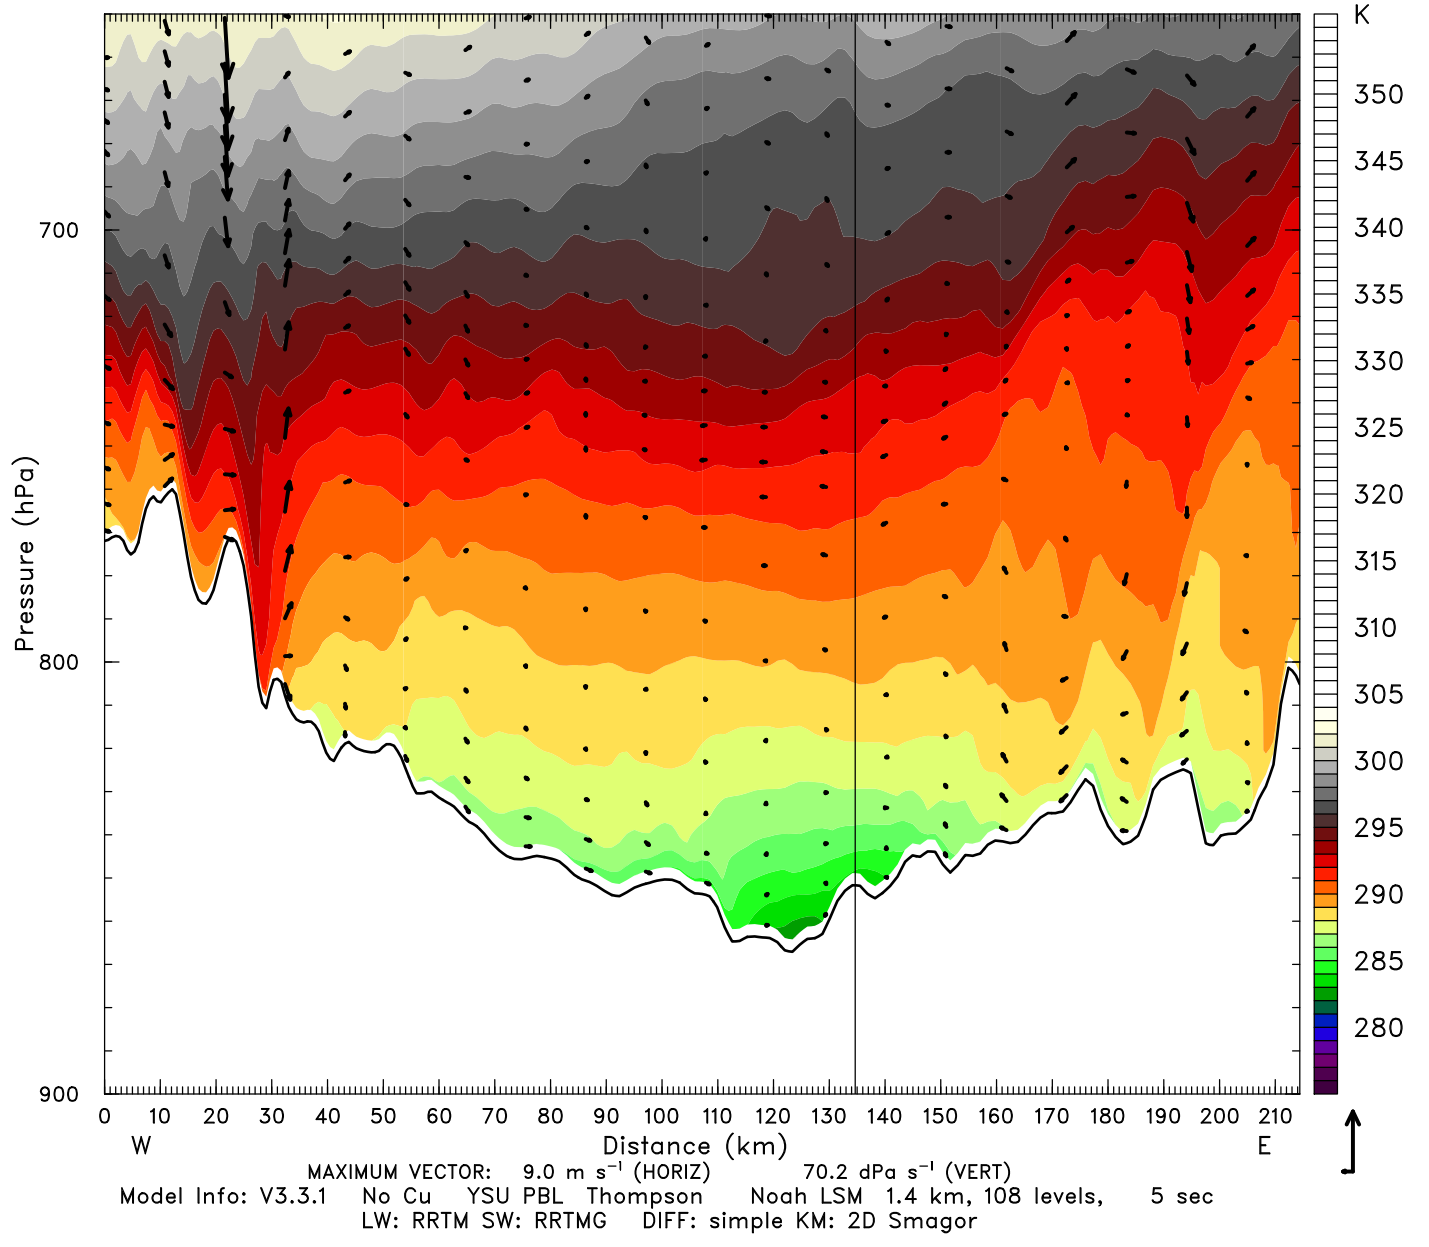 K
350
345
340
335
330
325
320
315
310
305
300
295
290
285
280
Pressure (hPa)
700
800
900
0 10 20 30 40 50 60 70 80 90 100 110 120 130 140 150 160 170 180 190 200 210
W Distance (km) E
MAXIMUM VECTOR: 9.0 m s⁻¹ (HORIZ) 70.2 dPa s⁻¹ (VERT)
Model Info: V3.3.1 No Cu YSU PBL Thompson Noah LSM 1.4 km, 108 levels, 5 sec
LW: RRTM SW: RRTMG DIFF: simple KM: 2D Smagor